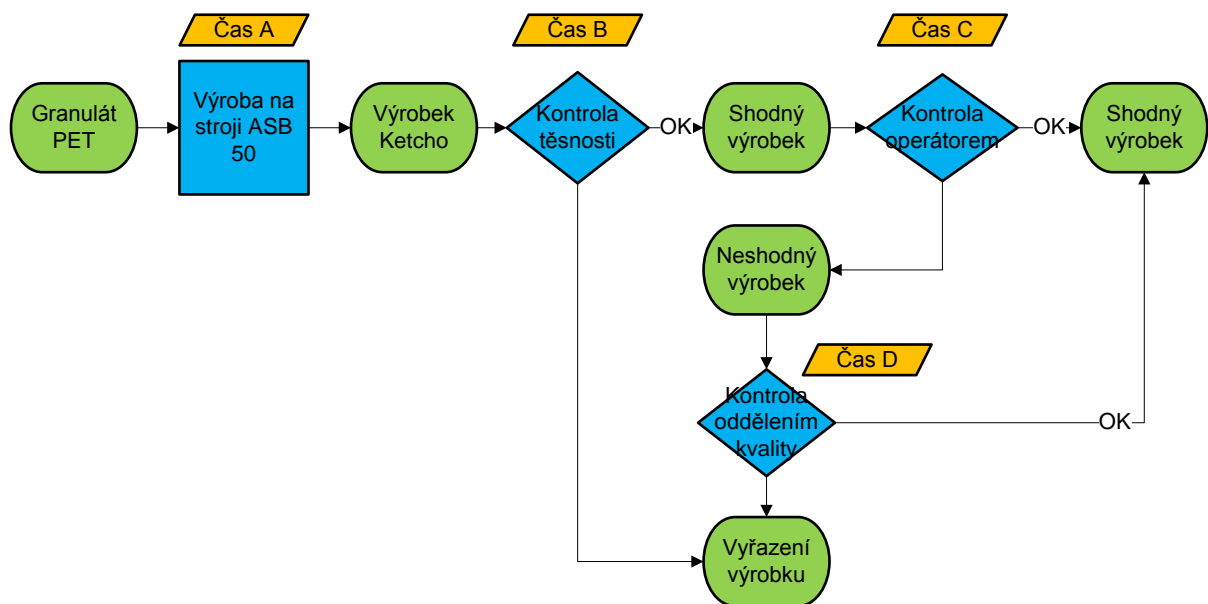 Čas A
Čas B
Čas C
Granulát
PET
Výroba na
stroji ASB
50
Výrobek
Ketcho
Kontrola
těsnosti
OK
Shodný
výrobek
Kontrola
operátorem
OK
Shodný
výrobek
Neshodný
výrobek
Čas D
Kontrola
oddělením
kvality
OK
Vyřazení
výrobku